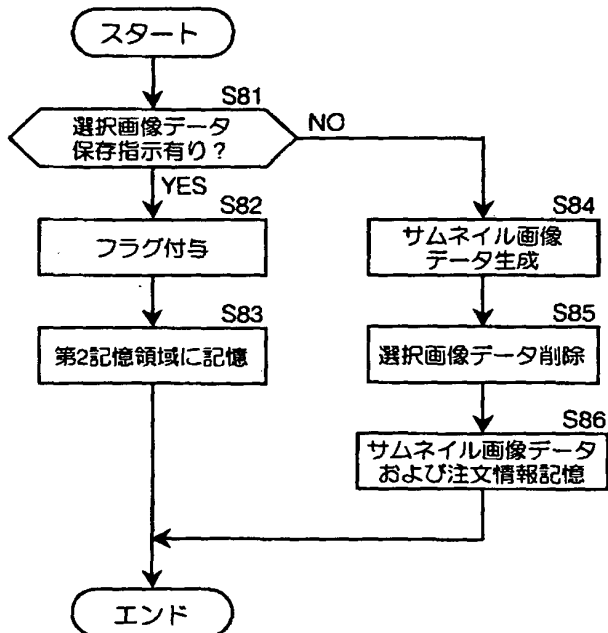 スタート
S81
選択画像データ
保存指示有り？
NO
YES
S82
フラグ付与
S83
第2記憶領域に記憶
S84
サムネイル画像
データ生成
S85
選択画像データ削除
S86
サムネイル画像データ
および注文情報記憶
エンド